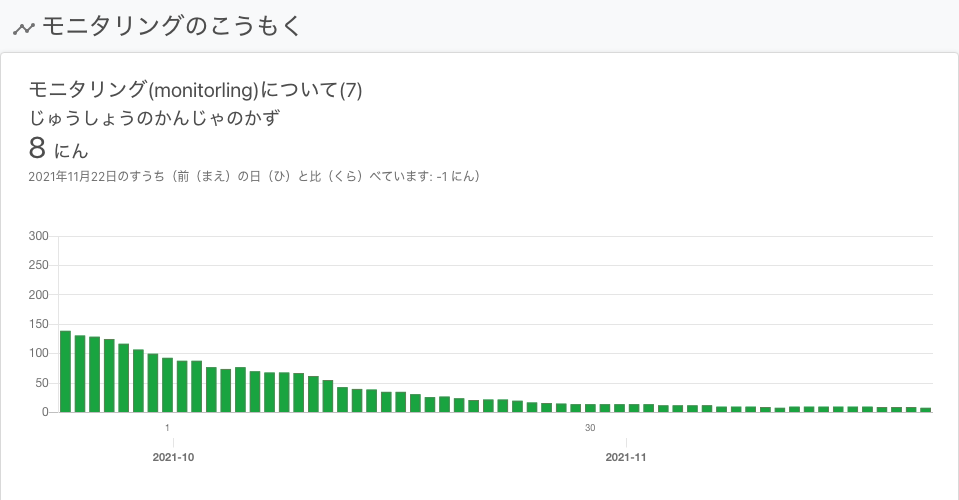 モニタリングのこうもく
モニタリング(monitorling)について(7)
じゅうしょうのかんじゃのかず
8 にん
2021年11月22日のすうち（前（まえ）の日（ひ）と比（くら）べています: -1 にん）
300
250
200
150
100
50
0
1 30
2021-10 2021-11